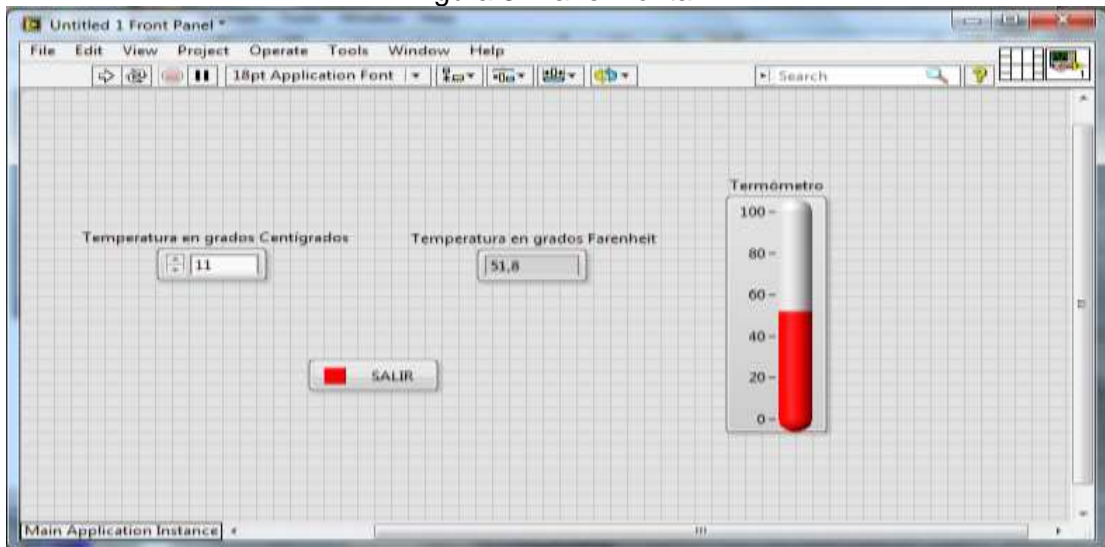 Untitled 1 Front Panel *
File Edit View Project Operate Tools Window Help
18pt Application Font
Search
1
Termómetro
100
80
60
40
20
0
Temperatura en grados Centígrados
11
Temperatura en grados Farenheit
51,8
SALIR
Main Application Instance